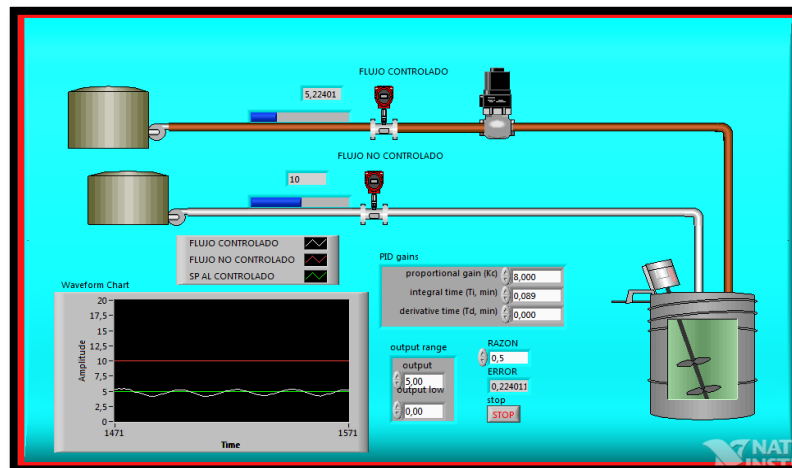 FLUJO CONTROLADO
5,22401
FLUJO NO CONTROLADO
10
FLUJO CONTROLADO
FLUJO NO CONTROLADO
SP AL CONTROLADO
PID gains
proportional gain (Kc) 8,000
integral time (Ti, min) 0,089
derivative time (Td, min) 0,000
Waveform Chart
20
17,5
15
12,5
10
7,5
5
2,5
0
Amplitude
1471
1571
Time
output range
output
5,00
output low
0,00
RAZON
0,5
ERROR
0,224011
stop
STOP